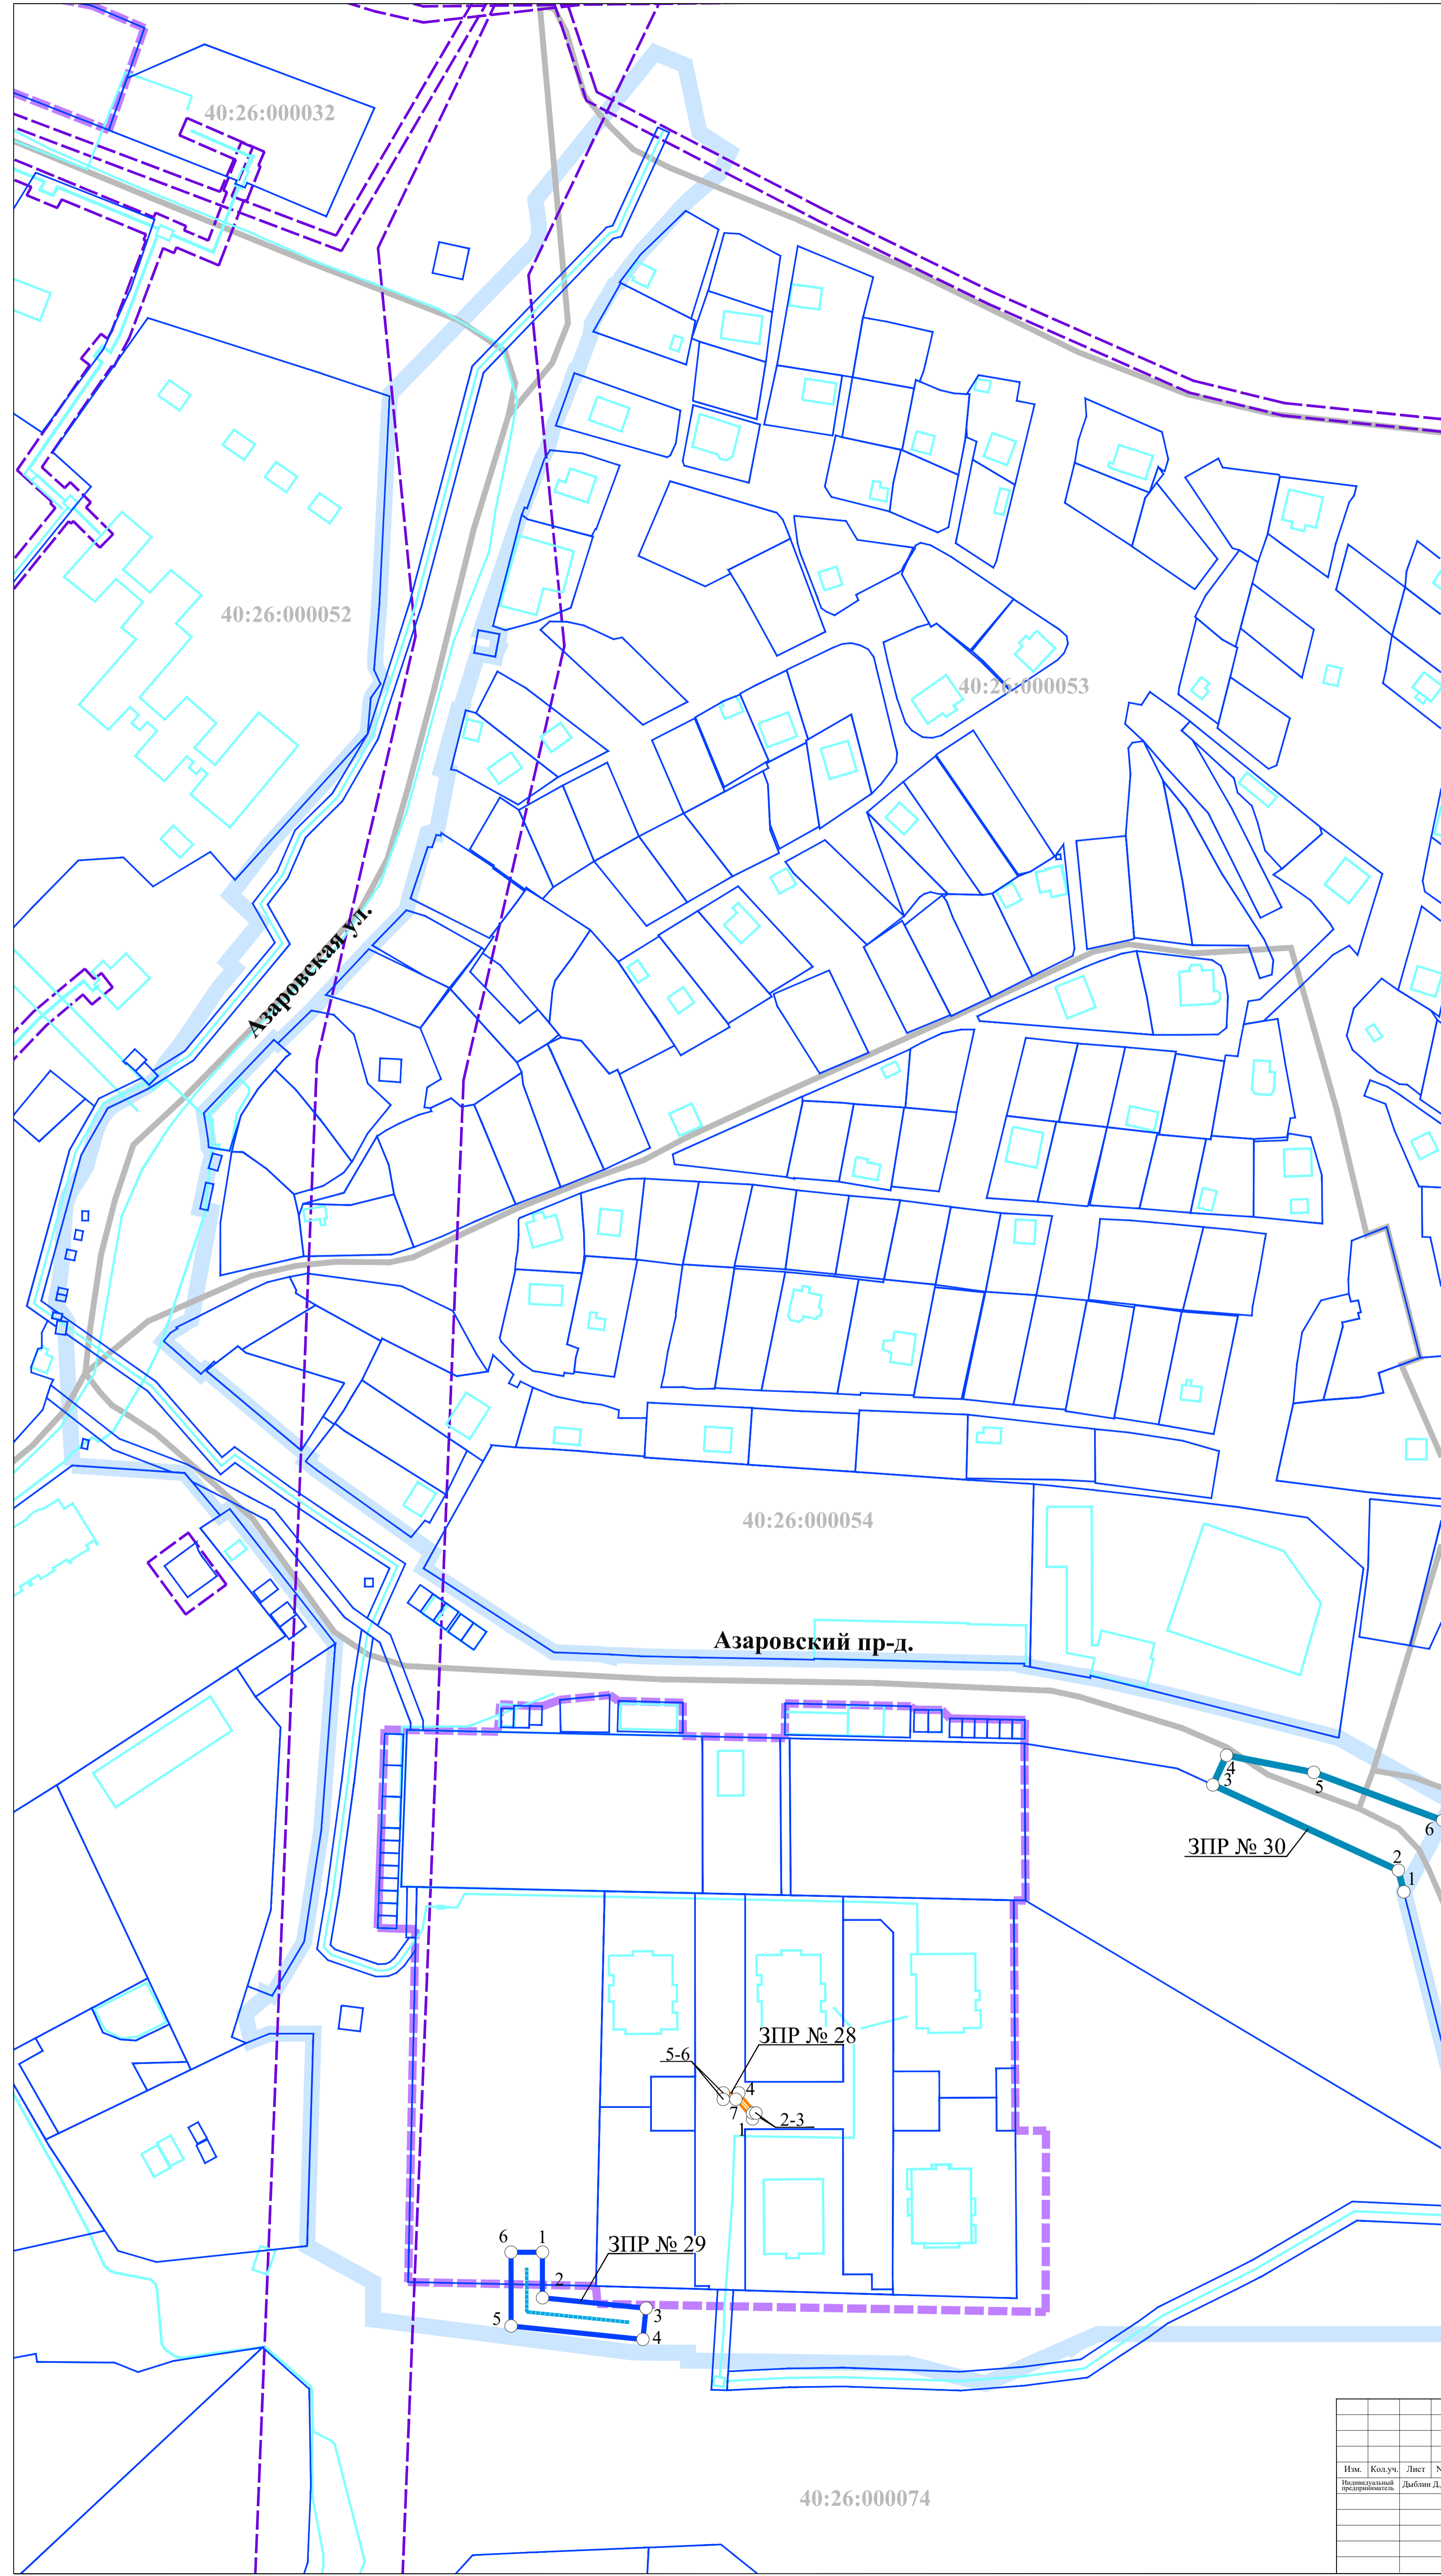 40:26:000032
40:26:000052
40:26:000053
Азаровская ул.
40:26:000054
Азаровский пр-д.
4
3
5
6
ЗПР № 30
2
1
ЗПР № 28
5-6
4
7
2-3
1
6
1
ЗПР № 29
2
3
5
4
Изм. Кол.уч. Лист
Индивидуальный
предприниматель
Дыблин Д.
40:26:000074